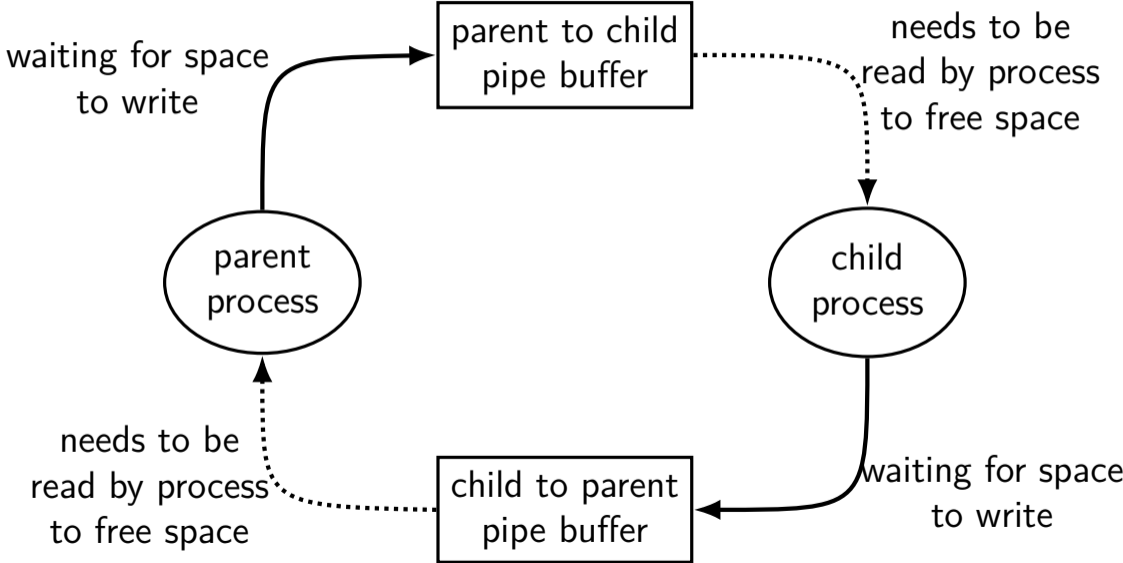 waiting for space
to write
parent to child
pipe buffer
needs to be
read by process
to free space
parent
process
child
process
needs to be
read by process
to free space
child to parent
pipe buffer
waiting for space
to write